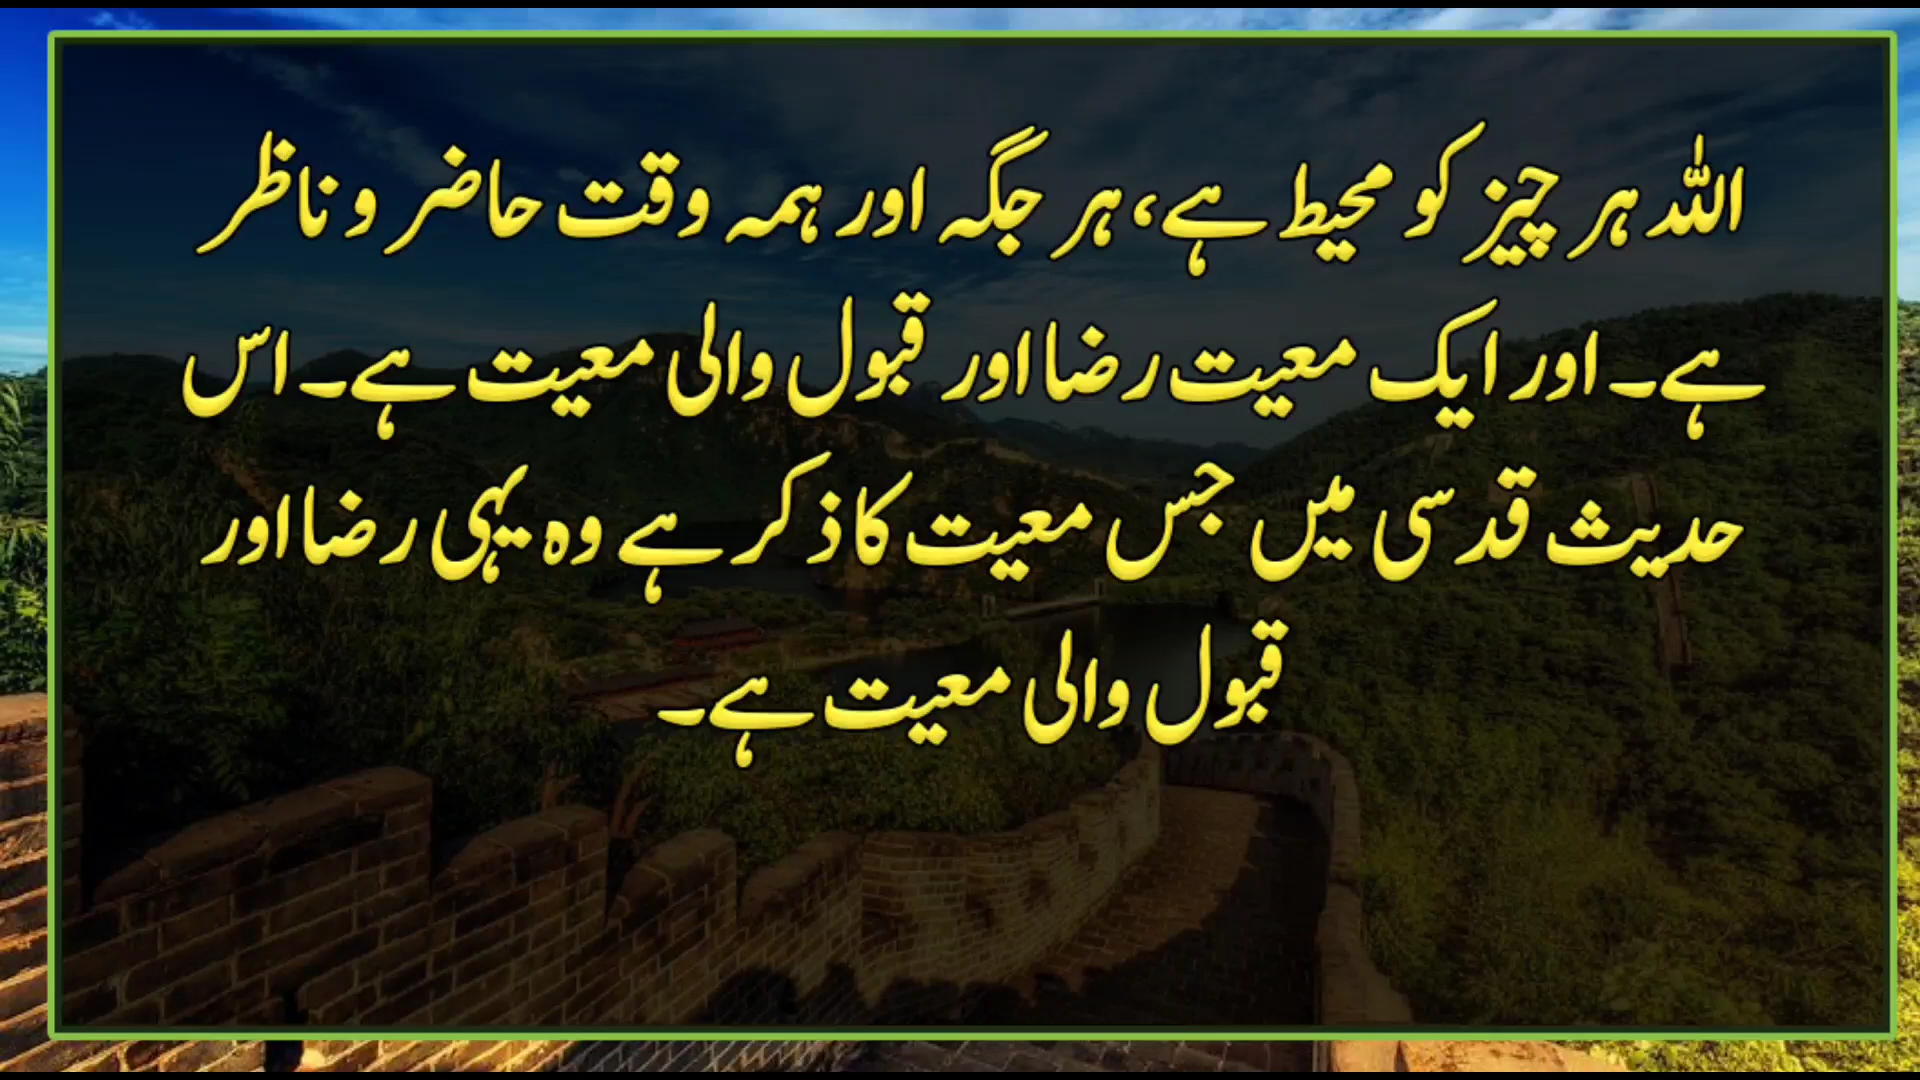 اللہ ہر چیز کو محیط ہے، ہر جگہ اور ہمہ وقت حاضر و ناظر
ہے۔ اور ایک معیت رضا اور قبول والی معیت ہے۔ اس
حدیث قدسی میں جس معیت کا ذکر ہے وہ یہی رضا اور
قبول والی معیت ہے۔